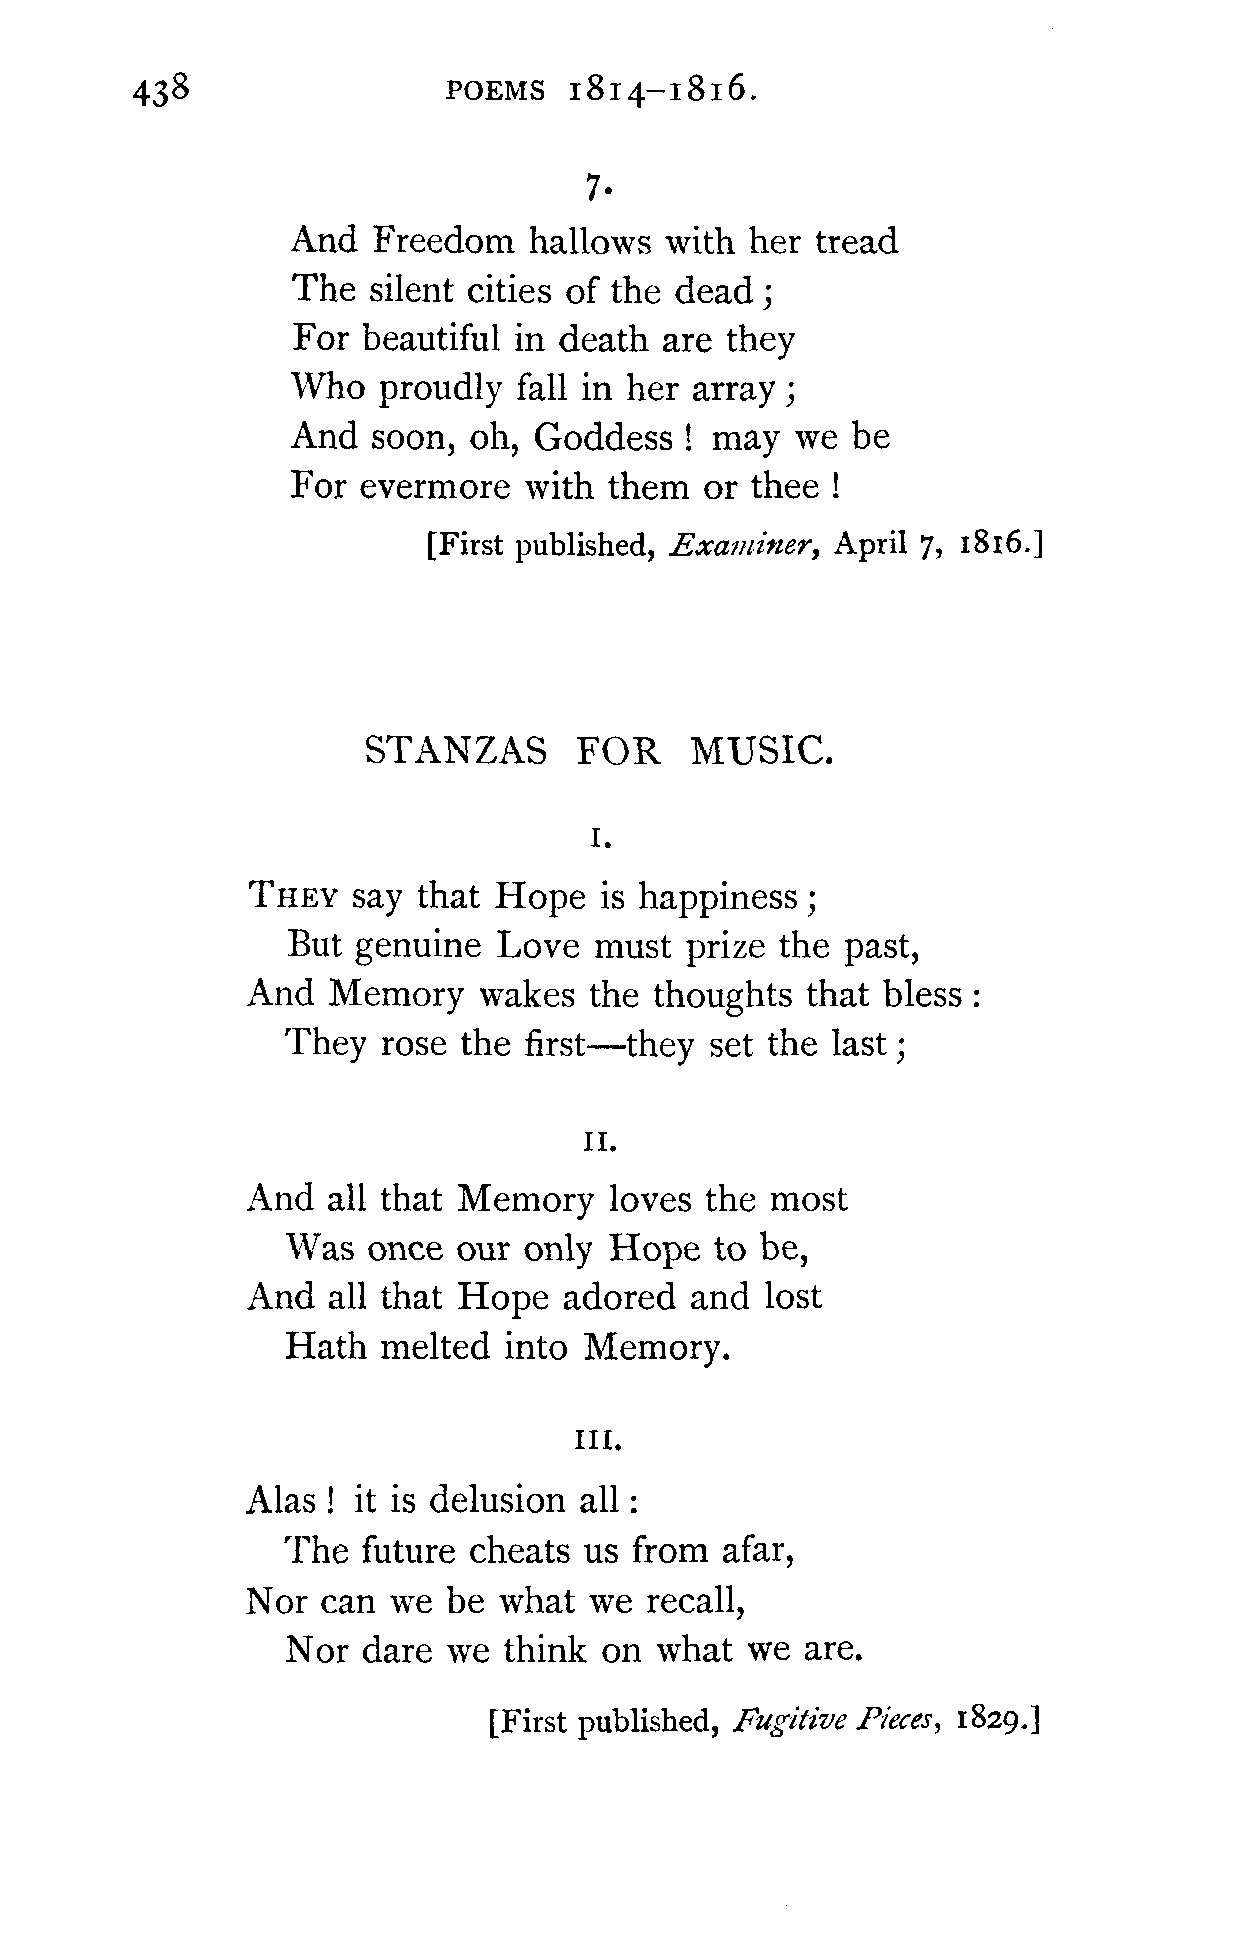 438 POEMS 1814–1816.
7.
And Freedom hallows with her tread
The silent cities of the dead ;
For beautiful in death are they
Who proudly fall in her array ;
And soon, oh, Goddess ! may we be
For evermore with them or thee !
[First published, Examiner, April 7, 1816.]
STANZAS FOR MUSIC.
I.
THEY say that Hope is happiness ;
But genuine Love must prize the past,
And Memory wakes the thoughts that bless :
They rose the first—they set the last ;
II.
And all that Memory loves the most
Was once our only Hope to be,
And all that Hope adored and lost
Hath melted into Memory.
III.
Alas ! it is delusion all :
The future cheats us from afar,
Nor can we be what we recall,
Nor dare we think on what we are.
[First published, Fugitive Pieces, 1829.]